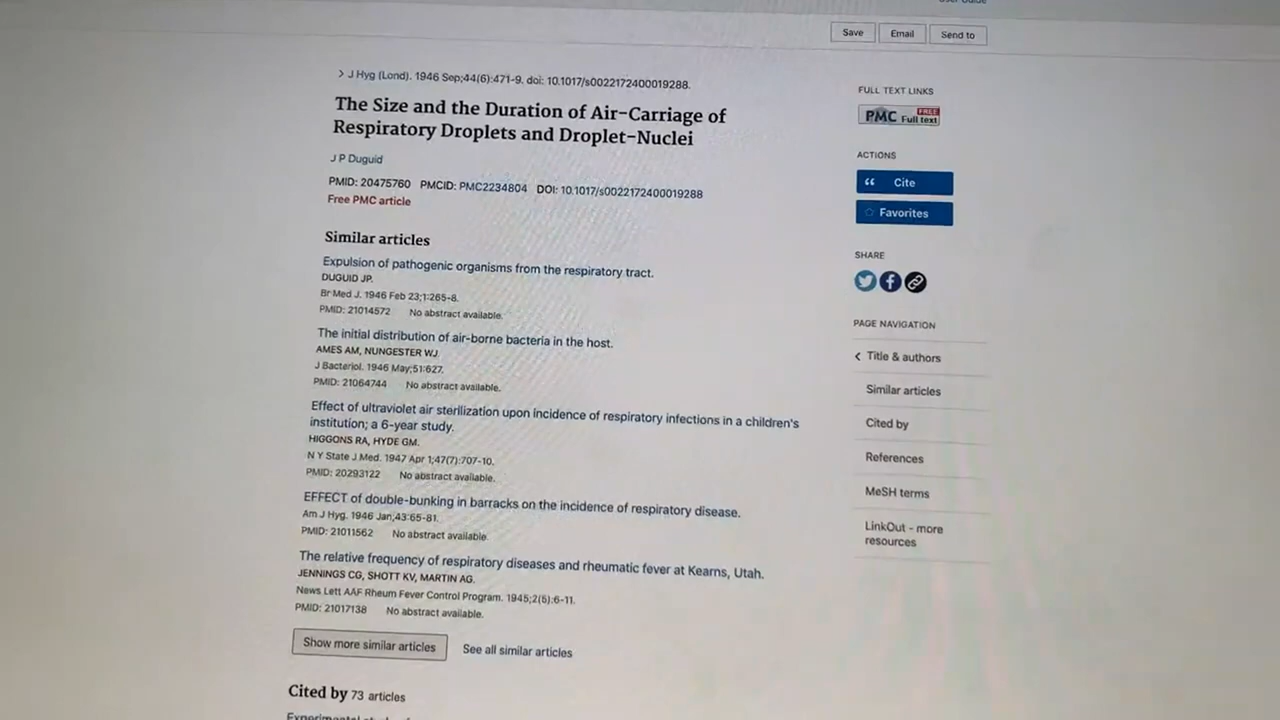 User Guide
Save
Email
Send to
J Hyg (Lond). 1946 Sep;44(6):471-9. doi: 10.1017/s0022172400019288.
The Size and the Duration of Air-Carriage of
Respiratory Droplets and Droplet-Nuclei
J P Duguid
PMID: 20475760 PMCID: PMC2234804 DOI: 10.1017/s0022172400019288
Free PMC article
Similar articles
Expulsion of pathogenic organisms from the respiratory tract.
DUGUID JP.
Br Med J. 1946 Feb 23;1:265-8.
PMID: 21014572 No abstract available.
The initial distribution of air-borne bacteria in the host.
AMES AM, NUNGESTER WJ.
J Bacteriol. 1946 May;51:627.
PMID: 21064744 No abstract available.
Effect of ultraviolet air sterilization upon incidence of respiratory infections in a children's
institution; a 6-year study.
HIGGONS RA, HYDE GM.
N Y State J Med. 1947 Apr 1;47(7):707-10.
PMID: 20293122 No abstract available.
EFFECT of double-bunking in barracks on the incidence of respiratory disease.
Am J Hyg. 1946 Jan;43:65-81.
PMID: 21011562 No abstract available.
The relative frequency of respiratory diseases and rheumatic fever at Kearns, Utah.
JENNINGS CG, SHOTT KV, MARTIN AG.
News Lett AAF Rheum Fever Control Program. 1945;2(5):6-11.
PMID: 21017138 No abstract available.
Show more similar articles
See all similar articles
Cited by 73 articles
FULL TEXT LINKS
PMC FREE Full text
ACTIONS
Cite
Favorites
SHARE
PAGE NAVIGATION
Title & authors
Similar articles
Cited by
References
MeSH terms
LinkOut - more
resources